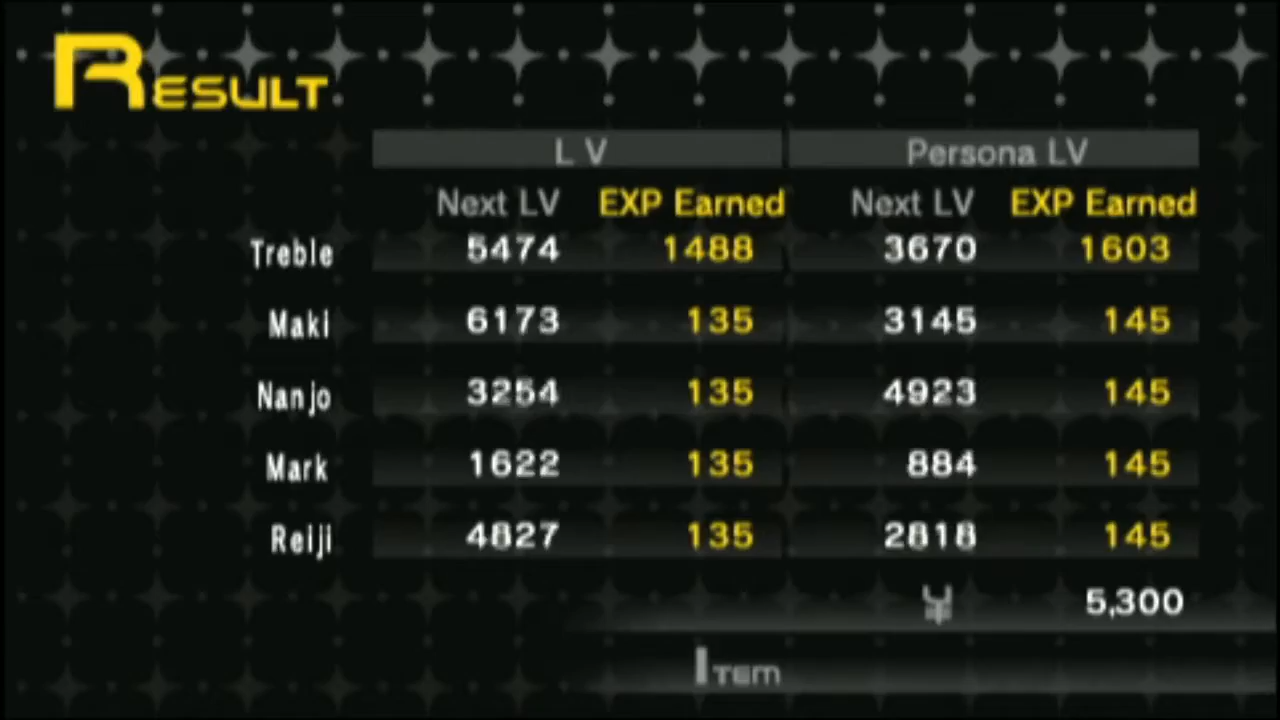 RESULT
LV Persona LV
Next LV EXP Earned Next LV EXP Earned
Treble 5474 1488 3670 1603
Maki 6173 135 3145 145
Nanjo 3254 135 4923 145
Mark 1622 135 884 145
Reiji 4827 135 2818 145
¥ 5,300
ITEM